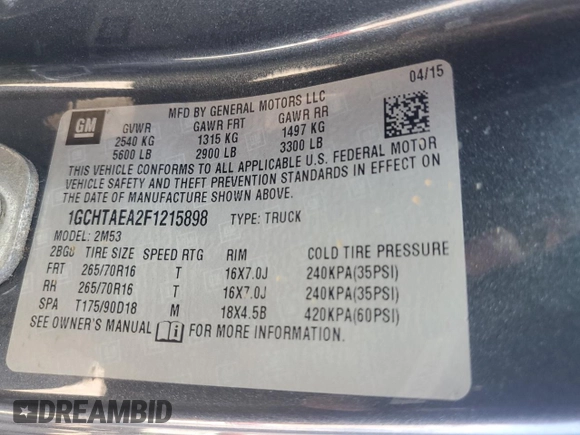 04/15
MFD BY GENERAL MOTORS LLC
GM GVWR GAWR FRT GAWR RR
2540 KG 1315 KG 1497 KG
5600 LB 2900 LB 3300 LB
THIS VEHICLE CONFORMS TO ALL APPLICABLE U.S. FEDERAL MOTOR
VEHICLE SAFETY AND THEFT PREVENTION STANDARDS IN EFFECT ON
THE DATE OF MANUFACTURE SHOWN ABOVE.
1GCHTAEA2F1215898 TYPE: TRUCK
MODEL: 2M53
2BG8 TIRE SIZE SPEED RTG RIM COLD TIRE PRESSURE
FRT 265/70R16 T 16X7.0J 240KPA(35PSI)
RH 265/70R16 T 16X7.0J 240KPA(35PSI)
SPA T175/90D18 M 18X4.5B 420KPA(60PSI)
SEE OWNER'S MANUAL FOR MORE INFORMATION.
DREAMBID